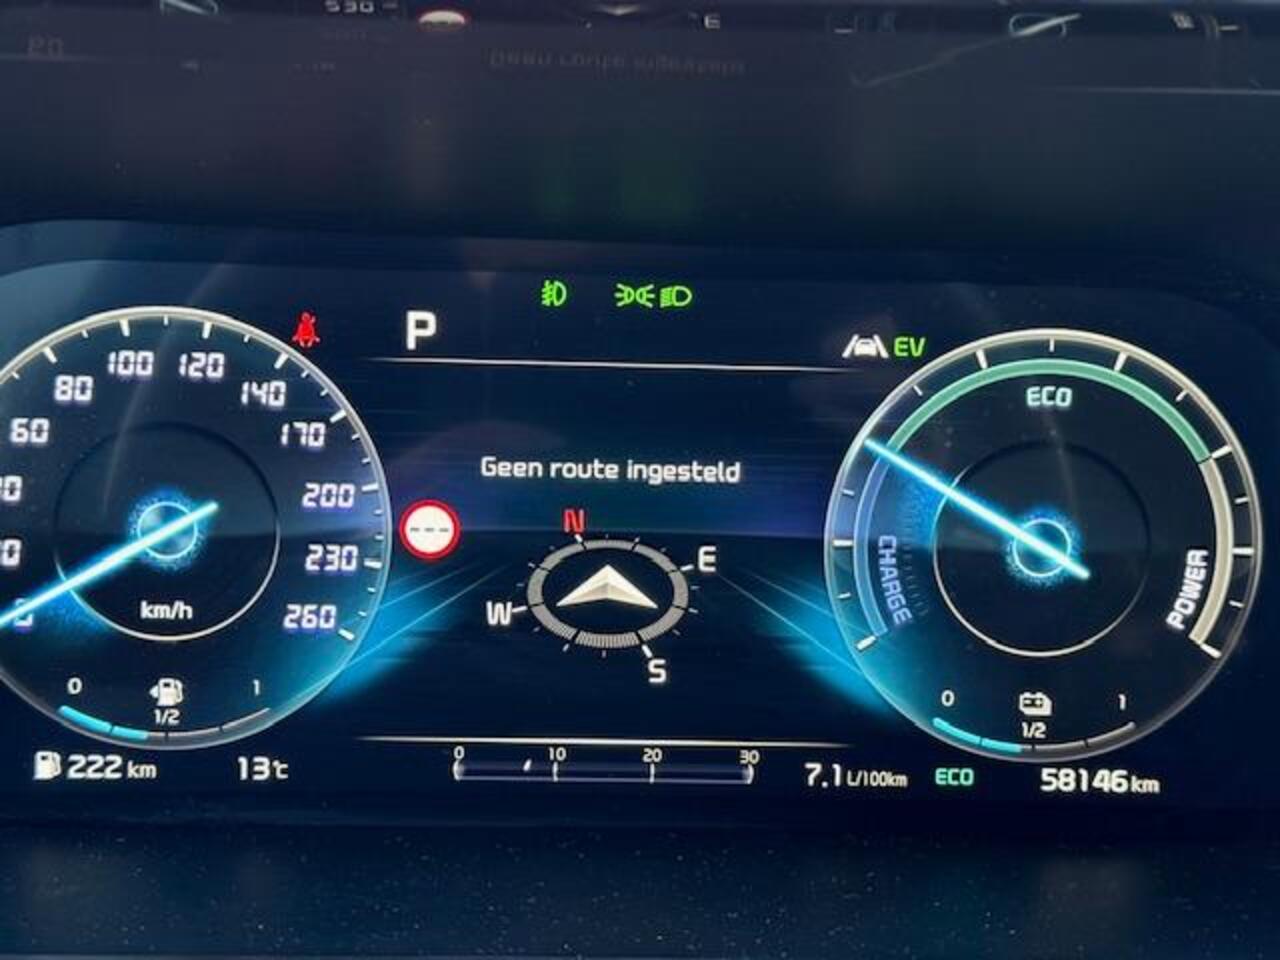 P
EV
100 120
80 140
60 170
200
230
260
km/h
0 1/2 1
222 km
13°c
Geen route ingesteld
---
N
E
W
S
0 10 20 30
7.1 L/100km
ECO
ECO
CHARGE
POWER
0 1/2 1
58146 km